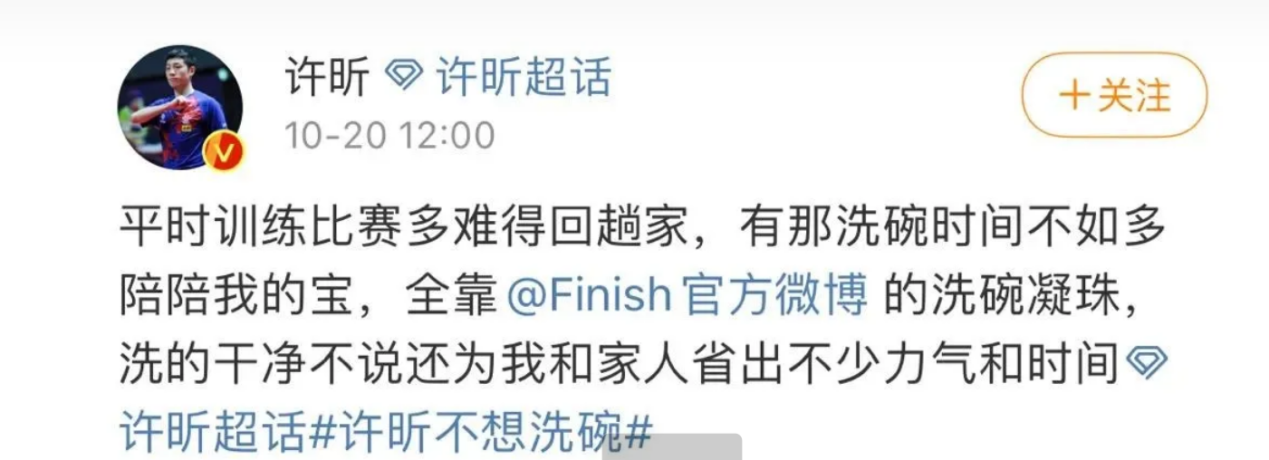 许昕 许昕超话
+关注
10-20 12:00
平时训练比赛多难得回趟家，有那洗碗时间不如多
陪陪我的宝，全靠 @Finish官方微博 的洗碗凝珠，
洗的干净不说还为我和家人省出不少力气和时间
许昕超话#许昕不想洗碗#